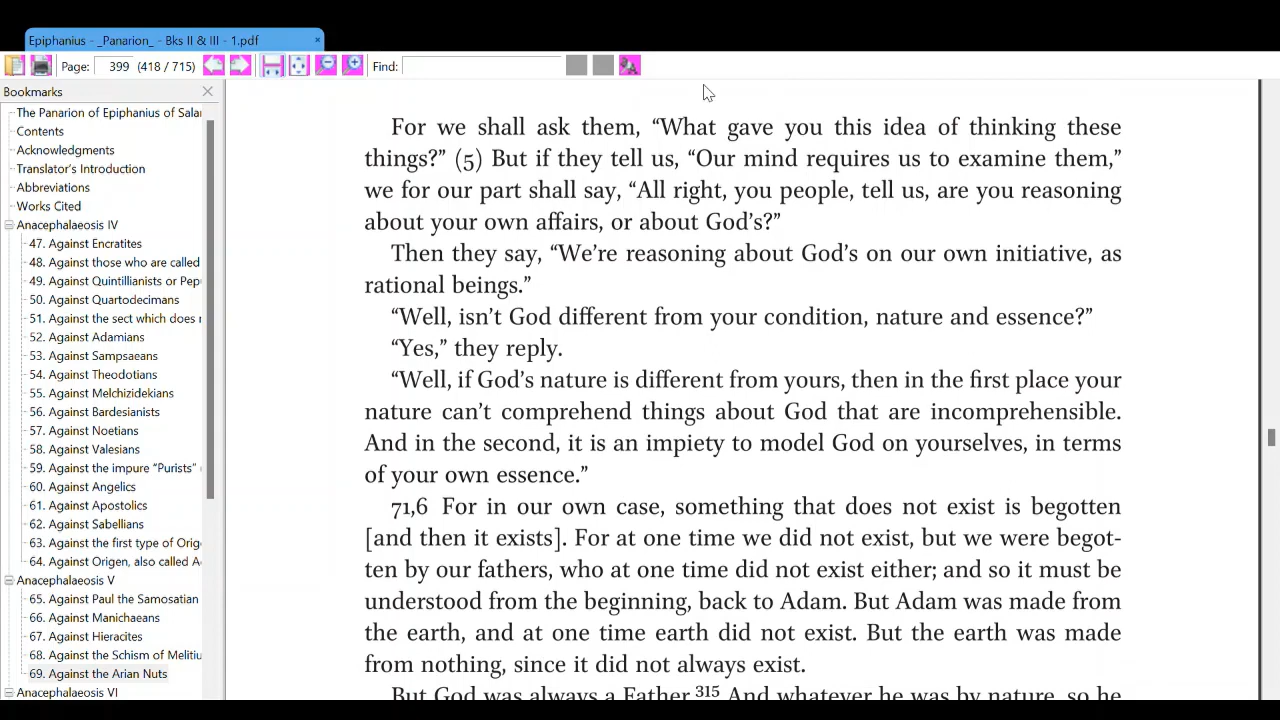 Epiphanius - _Panarion_ - Bks II & III - 1.pdf
×
Page: 399 (418 / 715) Find:
Bookmarks
The Panarion of Epiphanius of Sala
Contents
Acknowledgments
Translator's Introduction
Abbreviations
Works Cited
Anacephalaeosis IV
47. Against Encratites
48. Against those who are called
49. Against Quintillianists or Pep
50. Against Quartodecimans
51. Against the sect which does r
52. Against Adamians
53. Against Sampsaeans
54. Against Theodotians
55. Against Melchizidekians
56. Against Bardesianists
57. Against Noetians
58. Against Valesians
59. Against the impure “Purists” (
60. Against Angelics
61. Against Apostolics
62. Against Sabellians
63. Against the first type of Orig
64. Against Origen, also called A
Anacephalaeosis V
65. Against Paul the Samosatian
66. Against Manichaeans
67. Against Hieracites
68. Against the Schism of Melitiu
69. Against the Arian Nuts
Anacephalaeosis VI
For we shall ask them, “What gave you this idea of thinking these
things?” (5) But if they tell us, “Our mind requires us to examine them,”
we for our part shall say, “All right, you people, tell us, are you reasoning
about your own affairs, or about God’s?”
Then they say, “We’re reasoning about God’s on our own initiative, as
rational beings.”
“Well, isn’t God different from your condition, nature and essence?”
“Yes,” they reply.
“Well, if God’s nature is different from yours, then in the first place your
nature can’t comprehend things about God that are incomprehensible.
And in the second, it is an impiety to model God on yourselves, in terms
of your own essence.”
71,6 For in our own case, something that does not exist is begotten
[and then it exists]. For at one time we did not exist, but we were begot-
ten by our fathers, who at one time did not exist either; and so it must be
understood from the beginning, back to Adam. But Adam was made from
the earth, and at one time earth did not exist. But the earth was made
from nothing, since it did not always exist.
But God was always a Father.315 And whatever he was by nature, so he